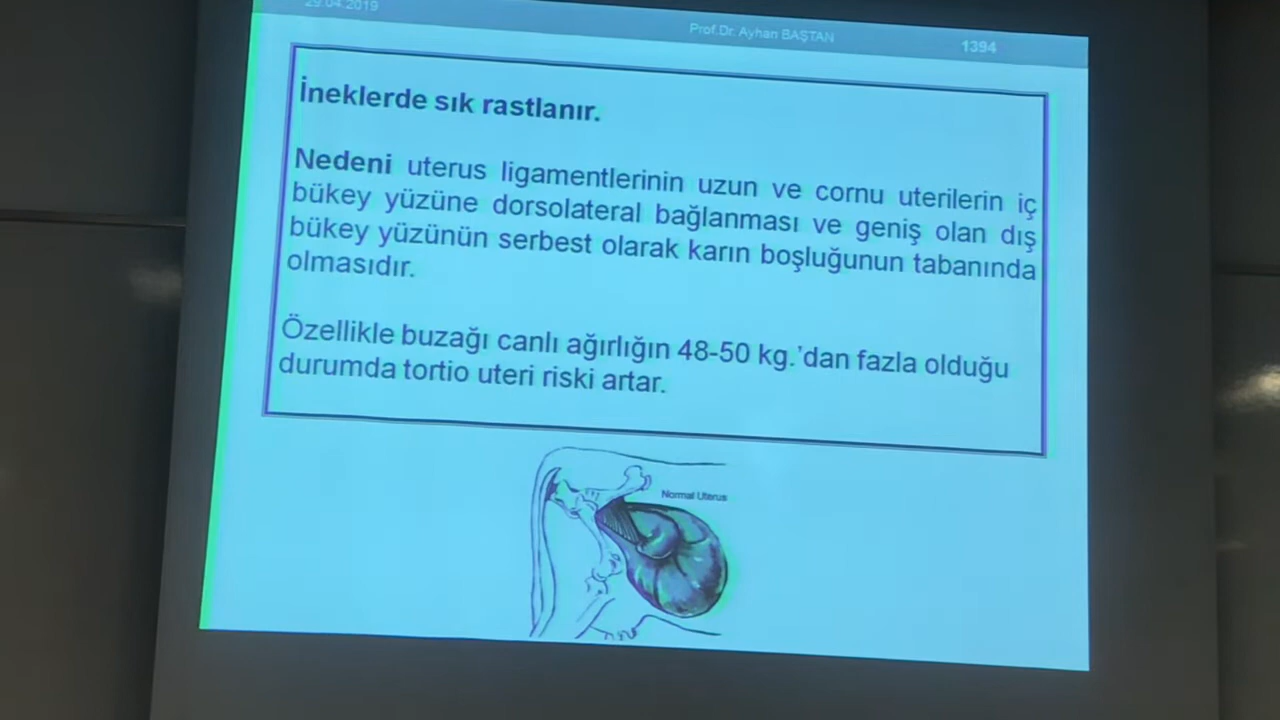 29.04.2019
Prof.Dr. Ayhan BAŞTAN
1394
İneklerde sık rastlanır.
Nedeni uterus ligamentlerinin uzun ve cornu uterilerin iç
bükey yüzüne dorsolateral bağlanması ve geniş olan dış
bükey yüzünün serbest olarak karın boşluğunun tabanında
olmasıdır.
Özellikle buzağı canlı ağırlığın 48-50 kg.'dan fazla olduğu
durumda tortio uteri riski artar.
Normal Uterus